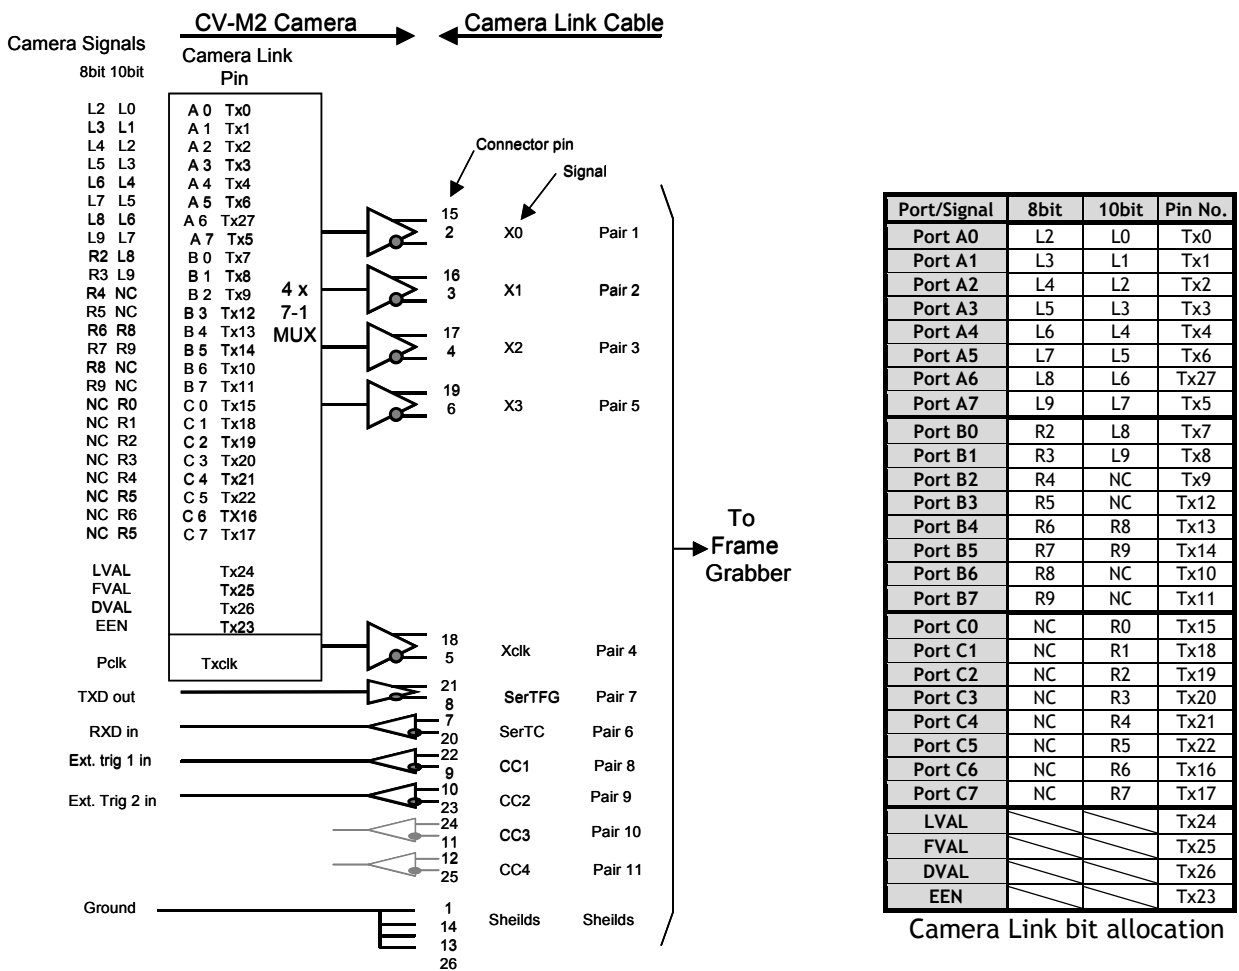 CV-M2 Camera
Camera Link Cable
Camera Signals
8bit 10bit
Camera Link
Pin
L2 L0 A 0 Tx0
L3 L1 A 1 Tx1
L4 L2 A 2 Tx2
L5 L3 A 3 Tx3
L6 L4 A 4 Tx4
L7 L5 A 5 Tx6
L8 L6 A 6 Tx27
L9 L7 A 7 Tx5
R2 L8 B 0 Tx7
R3 L9 B 1 Tx8
R4 NC B 2 Tx9
R5 NC B 3 Tx12
R6 R8 B 4 Tx13
R7 R9 B 5 Tx14
R8 NC B 6 Tx10
R9 NC B 7 Tx11
NC R0 C 0 Tx15
NC R1 C 1 Tx18
NC R2 C 2 Tx19
NC R3 C 3 Tx20
NC R4 C 4 Tx21
NC R5 C 5 Tx22
NC R6 C 6 TX16
NC R5 C 7 Tx17
LVAL Tx24
FVAL Tx25
DVAL Tx26
EEN Tx23
Pclk Txclk
4 x
7-1
MUX
Connector pin
Signal
15
2 X0 Pair 1
16
3 X1 Pair 2
17
4 X2 Pair 3
19
6 X3 Pair 5
18
5 Xclk Pair 4
TXD out
21
8 SerTFG Pair 7
RXD in
7
20 SerTC Pair 6
Ext. trig 1 in
22
9 CC1 Pair 8
Ext. Trig 2 in
10
23 CC2 Pair 9
24
11 CC3 Pair 10
12
25 CC4 Pair 11
Ground
1
14 Sheilds Sheilds
13
26
To
Frame
Grabber
Port/Signal 8bit 10bit Pin No.
Port A0 L2 L0 Tx0
Port A1 L3 L1 Tx1
Port A2 L4 L2 Tx2
Port A3 L5 L3 Tx3
Port A4 L6 L4 Tx4
Port A5 L7 L5 Tx6
Port A6 L8 L6 Tx27
Port A7 L9 L7 Tx5
Port B0 R2 L8 Tx7
Port B1 R3 L9 Tx8
Port B2 R4 NC Tx9
Port B3 R5 NC Tx12
Port B4 R6 R8 Tx13
Port B5 R7 R9 Tx14
Port B6 R8 NC Tx10
Port B7 R9 NC Tx11
Port C0 NC R0 Tx15
Port C1 NC R1 Tx18
Port C2 NC R2 Tx19
Port C3 NC R3 Tx20
Port C4 NC R4 Tx21
Port C5 NC R5 Tx22
Port C6 NC R6 Tx16
Port C7 NC R7 Tx17
LVAL Tx24
FVAL Tx25
DVAL Tx26
EEN Tx23
Camera Link bit allocation